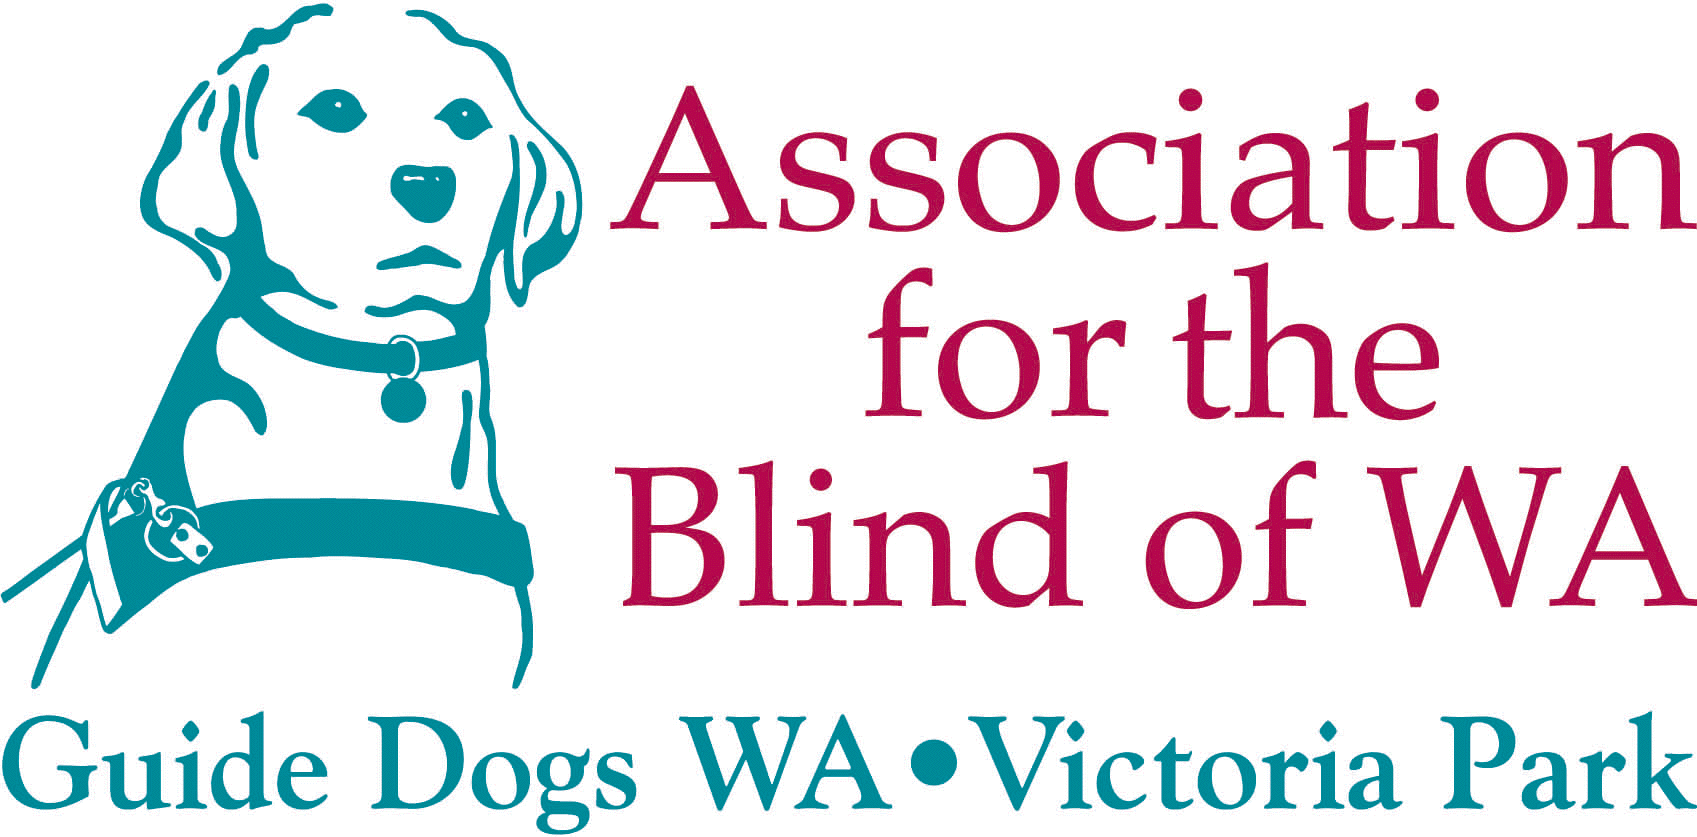 Association
for the
Blind of WA
Guide Dogs WA•Victoria Park